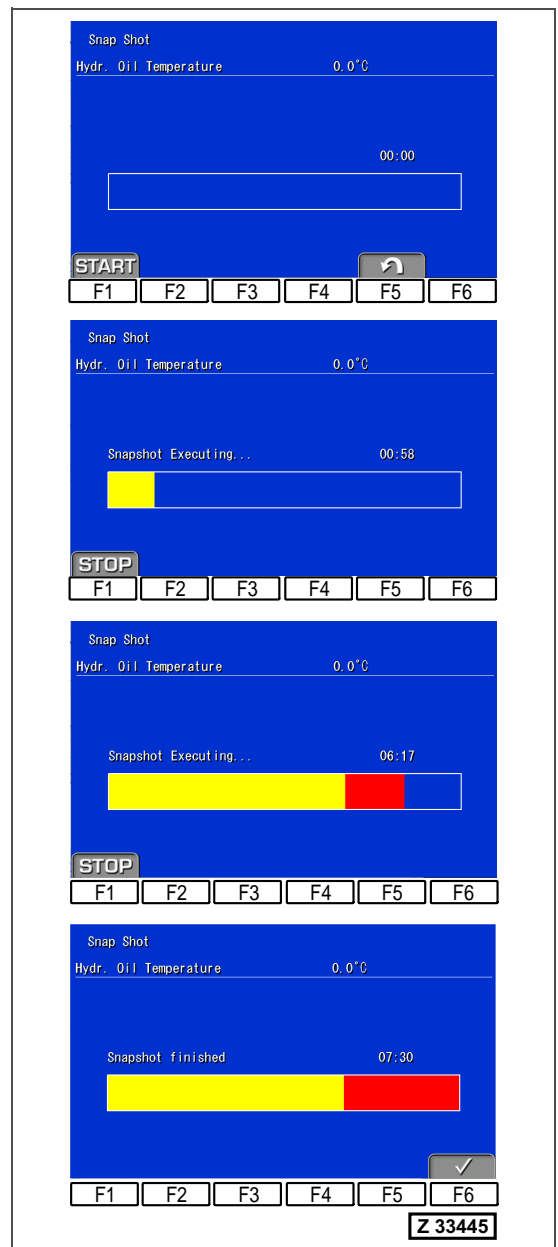 Snap Shot
Hydr. Oil Temperature 0.0°C
00:00
START
F1 F2 F3 F4 F5 F6
Snap Shot
Hydr. Oil Temperature 0.0°C
Snapshot Executing... 00:58
STOP
F1 F2 F3 F4 F5 F6
Snap Shot
Hydr. Oil Temperature 0.0°C
Snapshot Executing... 06:17
STOP
F1 F2 F3 F4 F5 F6
Snap Shot
Hydr. Oil Temperature 0.0°C
Snapshot finished 07:30
F1 F2 F3 F4 F5 F6
Z 33445